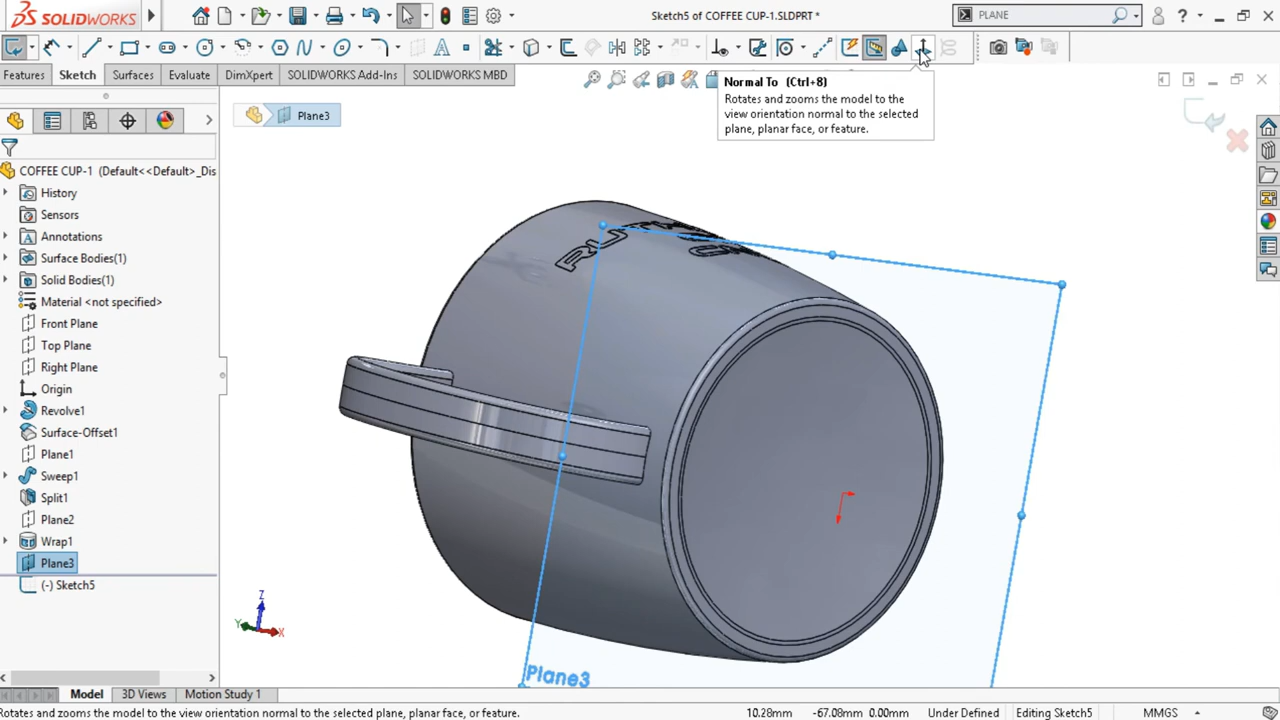 SOLIDWORKS
Sketch5 of COFFEE CUP-1.SLDPRT *
PLANE
Features
Sketch
Surfaces
Evaluate
DimXpert
SOLIDWORKS Add-Ins
SOLIDWORKS MBD
Normal To (Ctrl+8)
Rotates and zooms the model to the
view orientation normal to the selected
plane, planar face, or feature.
Plane3
COFFEE CUP-1 (Default<<Default>_Dis
History
Sensors
Annotations
Surface Bodies(1)
Solid Bodies(1)
Material <not specified>
Front Plane
Top Plane
Right Plane
Origin
Revolve1
Surface-Offset1
Plane1
Sweep1
Split1
Plane2
Wrap1
Plane3
(-) Sketch5
Z
Y
X
Plane3
Model
3D Views
Motion Study 1
Rotates and zooms the model to the view orientation normal to the selected plane, planar face, or feature.
10.28mm
-67.08mm
0.00mm
Under Defined
Editing Sketch5
MMGS